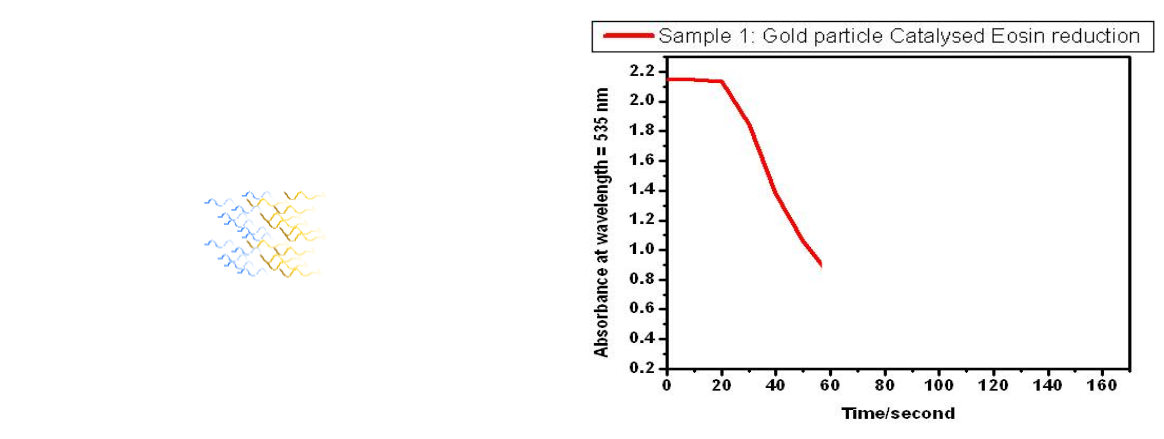 Sample 1: Gold particle Catalysed Eosin reduction
Absorbance at wavelength = 535 nm
2.2
2.0
1.8
1.6
1.4
1.2
1.0
0.8
0.6
0.4
0.2
0 20 40 60 80 100 120 140 160
Time/second